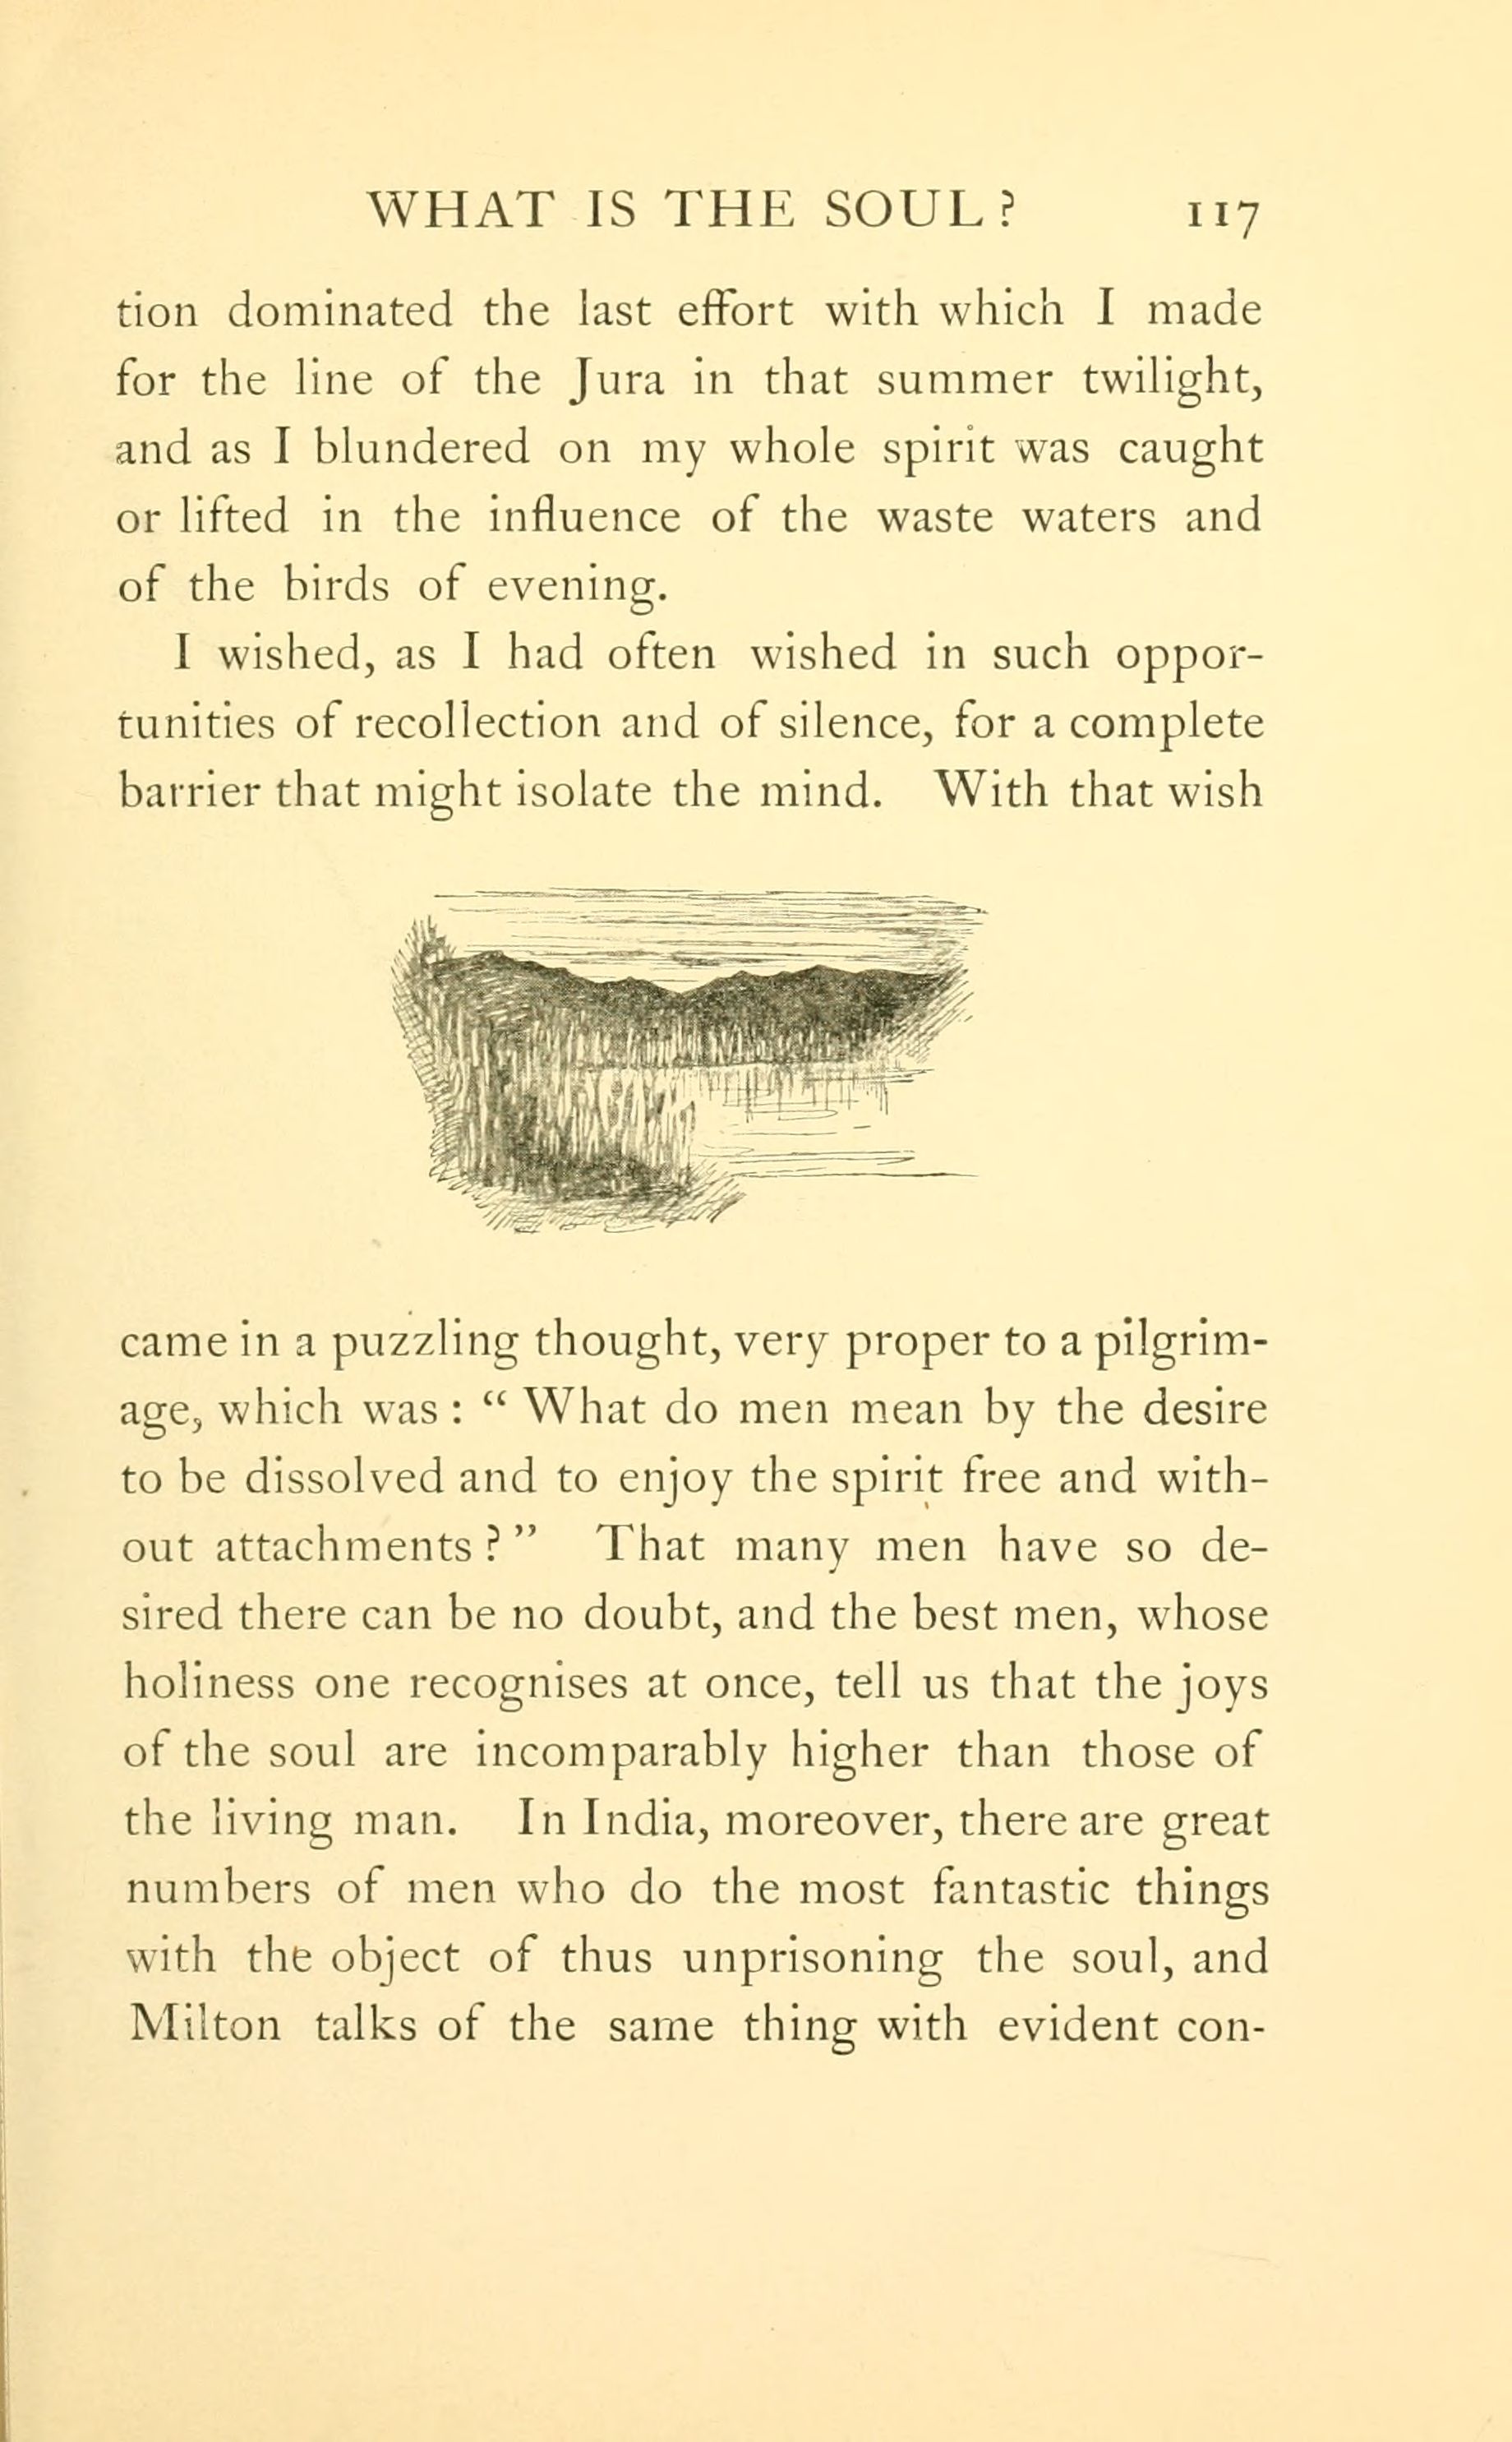 WHAT IS THE SOUL? 117
tion dominated the last effort with which I made
for the line of the Jura in that summer twilight,
and as I blundered on my whole spirit was caught
or lifted in the influence of the waste waters and
of the birds of evening.
I wished, as I had often wished in such oppor-
tunities of recollection and of silence, for a complete
barrier that might isolate the mind. With that wish
came in a puzzling thought, very proper to a pilgrim-
age, which was : “ What do men mean by the desire
to be dissolved and to enjoy the spirit free and with-
out attachments ? ” That many men have so de-
sired there can be no doubt, and the best men, whose
holiness one recognises at once, tell us that the joys
of the soul are incomparably higher than those of
the living man. In India, moreover, there are great
numbers of men who do the most fantastic things
with the object of thus unprisoning the soul, and
Milton talks of the same thing with evident con-